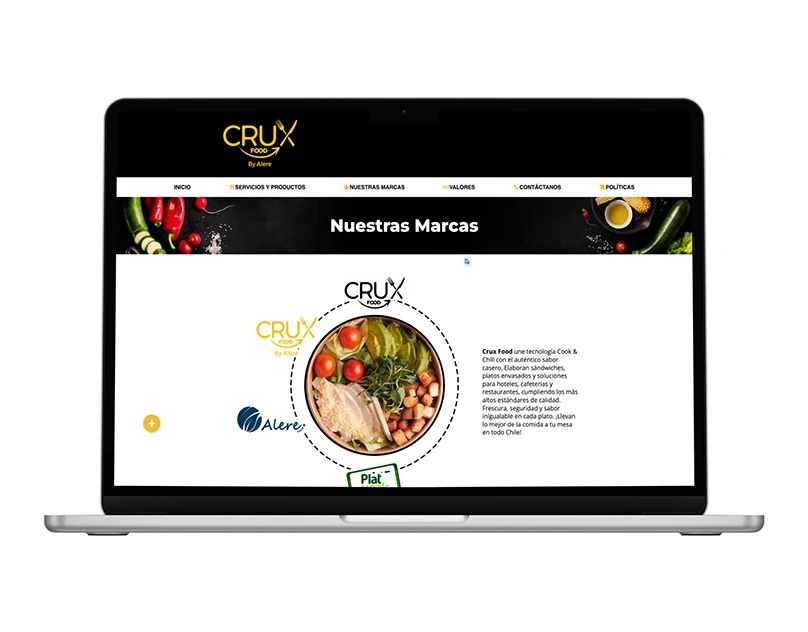 CRUX
FOOD
By Alere
INICIO
SERVICIOS Y PRODUCTOS
NUESTRAS MARCAS
VALORES
CONTÁCTANOS
POLÍTICAS
Nuestras Marcas
CRUX
FOOD
CRUX
FOOD
By Alere
Alere
Plat
Crux Food une tecnología Cook &
Chill con el auténtico sabor
casero. Elaboran sándwiches,
platos envasados y soluciones
para hoteles, cafeterías y
restaurantes, cumpliendo los más
altos estándares de calidad.
Frescura, seguridad y sabor
inigualable en cada plato. ¡Llevan
lo mejor de la comida a tu mesa
en todo Chile!